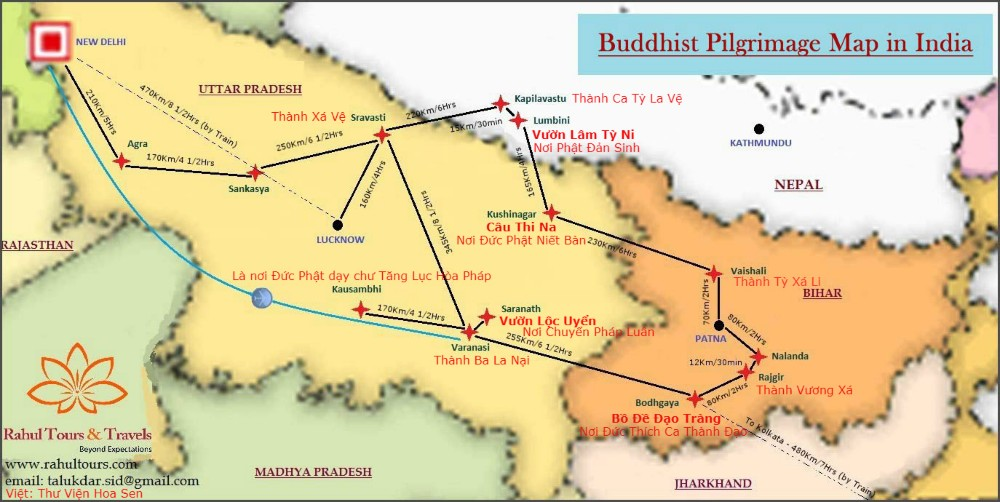 Buddhist Pilgrimage Map in India
NEW DELHI
470Km/8 1/2Hrs (by Train)
UTTAR PRADESH
210Km/5Hrs
Agra
170Km/4 1/2Hrs
Sankasya
250Km/6 1/2Hrs
Thành Xá Vệ
Sravasti
220Km/6Hrs
Kapilavastu
Thành Ca Tỳ La Vệ
15Km/30min
Lumbini
Vườn Lâm Tỳ Ni
Nơi Phật Đản Sinh
KATHMUNDU
NEPAL
160Km/4Hrs
LUCKNOW
345Km/8 1/2Hrs
165Km/4Hrs
Kushinagar
Câu Thi Na
Nơi Đức Phật Niết Bàn
230Km/6Hrs
RAJASTHAN
Là nơi Đức Phật dạy chư Tăng Lục Hòa Pháp
Kausambhi
170Km/4 1/2Hrs
Saranath
Vườn Lộc Uyển
Nơi Chuyển Pháp Luân
Varanasi
Thành Ba La Nại
255Km/6 1/2Hrs
Vaishali
Thành Tỳ Xá Li
BIHAR
70Km/2Hrs
PATNA
80Km/2Hrs
Nalanda
12Km/30min
Rajgir
Thành Vương Xá
80Km/2Hrs
Bodhgaya
Bồ Đề Đạo Tràng
Nơi Đức Thích Ca Thành Đạo
To Kolkata - 480Km/7Hrs (by Train)
Rahul Tours & Travels
Beyond Expectations
www.rahultours.com
email: talukdar.sid@gmail.com
Việt: Thư Viện Hoa Sen
MADHYA PRADESH
JHARKHAND